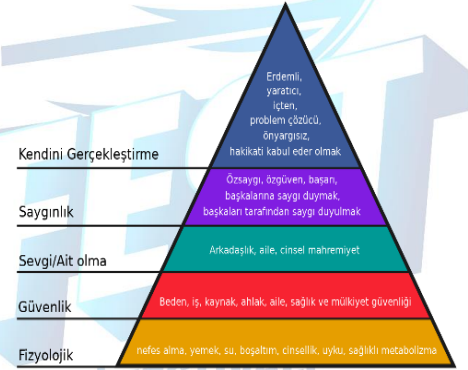 Erdemli,
yaratıcı,
içten,
problem çözücü,
önyargısız,
hakikati kabul eder olmak
Kendini Gerçekleştirme
Özsaygı, özgüven, başarı,
başkalarına saygı duymak,
başkaları tarafından saygı duyulmak
Saygınlık
Arkadaşlık, aile, cinsel mahremiyet
Sevgi/Ait olma
Beden, iş, kaynak, ahlak, aile, sağlık ve mülkiyet güvenliği
Güvenlik
nefes alma, yemek, su, boşaltım, cinsellik, uyku, sağlıklı metabolizma
Fizyolojik